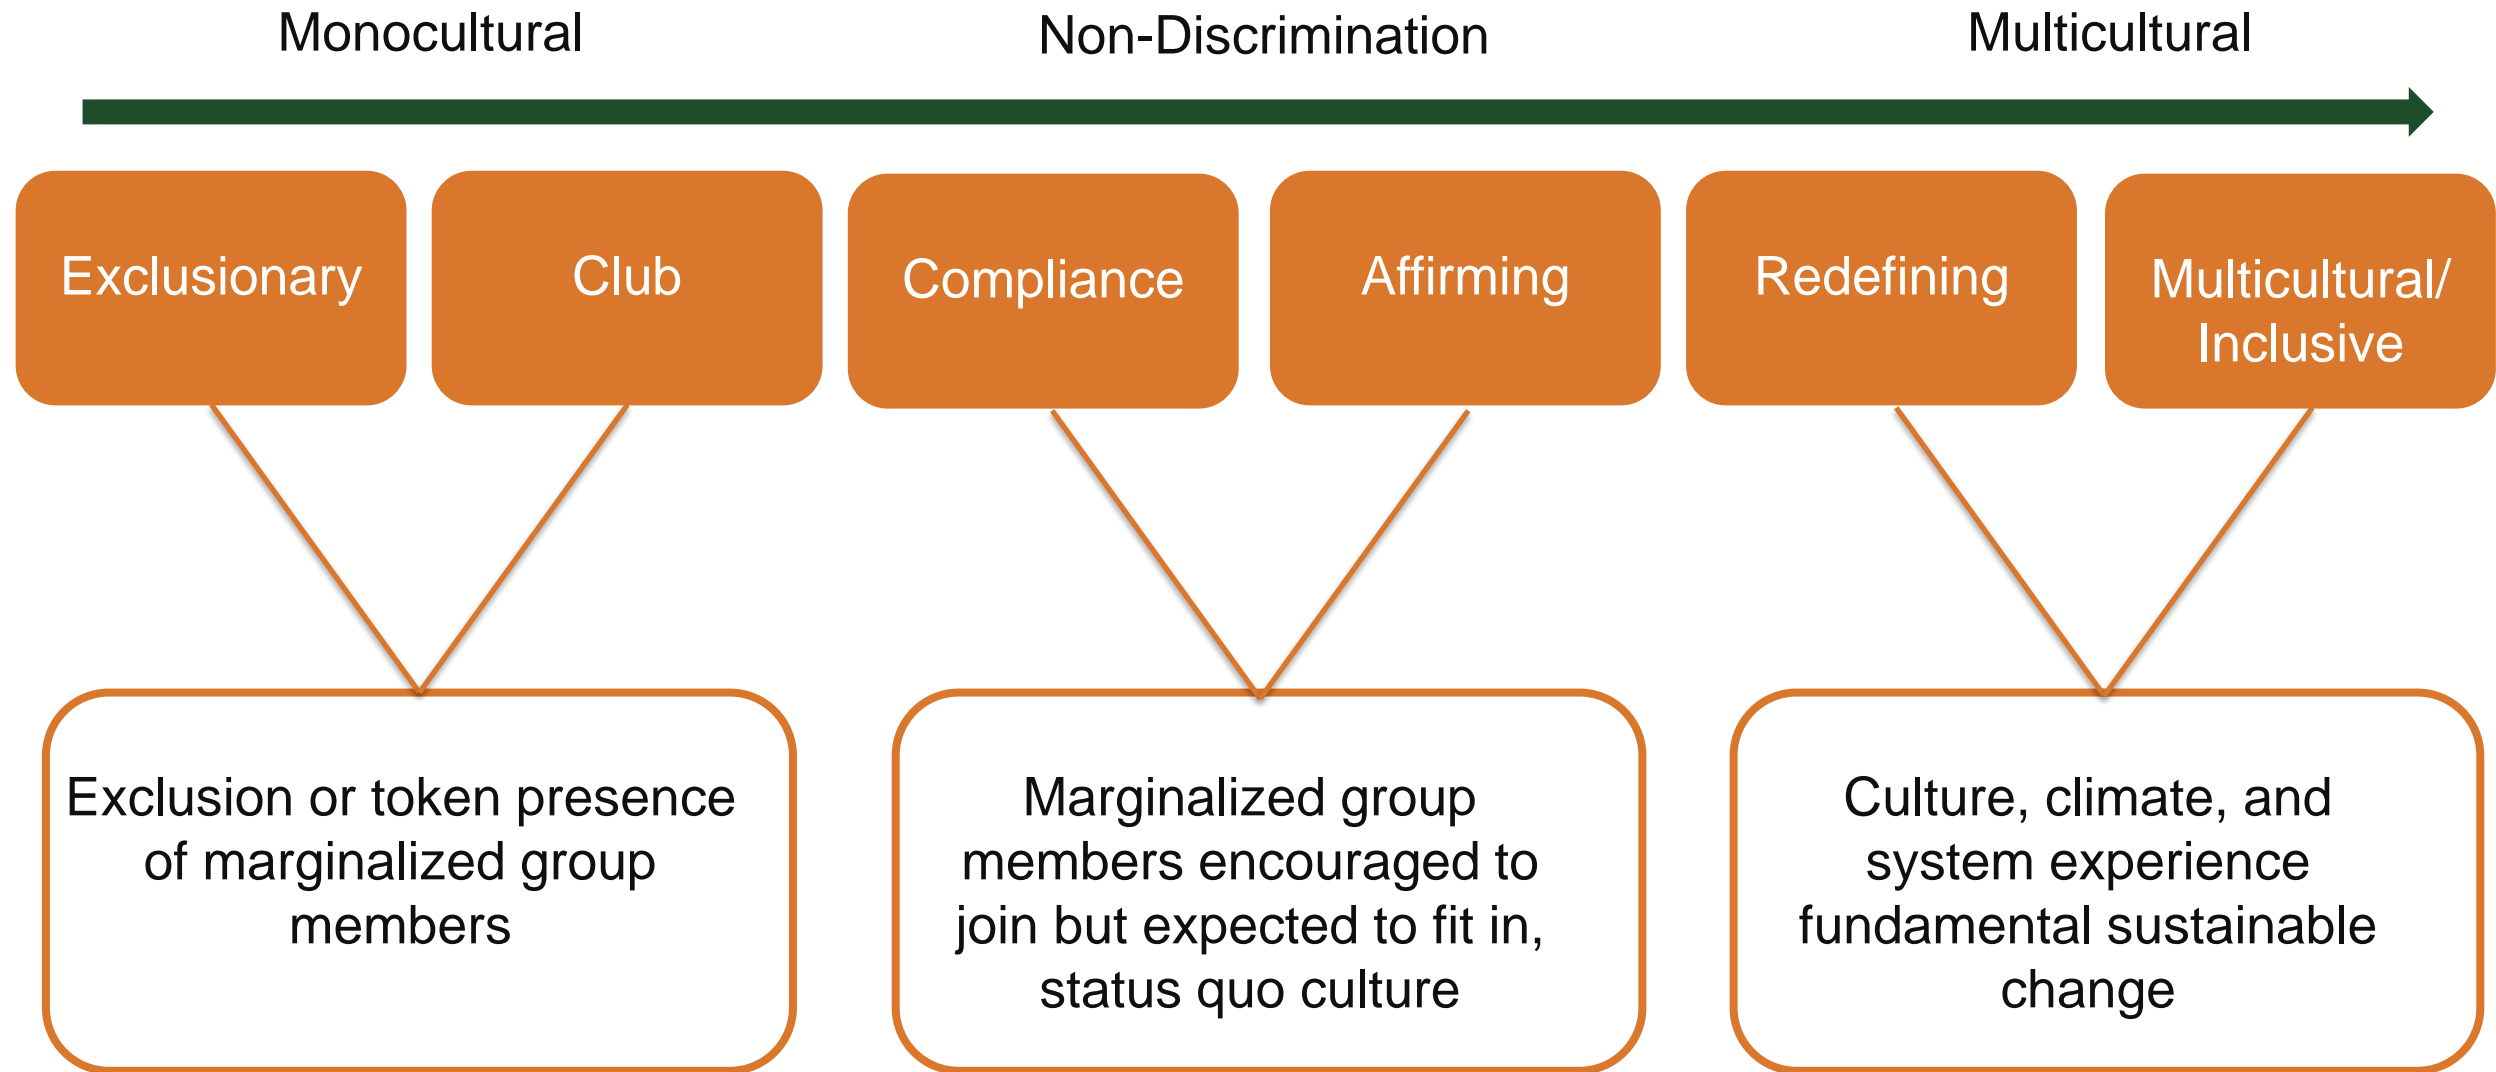 Monocultural
Non-Discrimination
Multicultural
Exclusionary
Club
Compliance
Affirming
Redefining
Multicultural/
Inclusive
Exclusion or token presence
of marginalized group
members
Marginalized group
members encouraged to
join but expected to fit in,
status quo culture
Culture, climate, and
system experience
fundamental sustainable
change